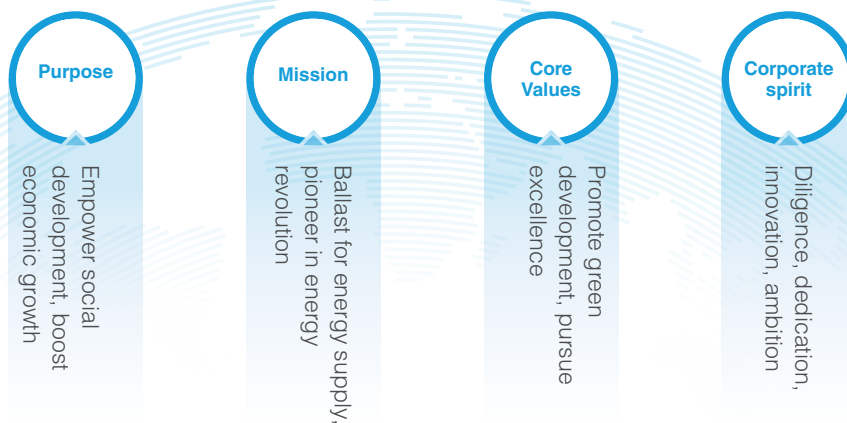 Purpose
Empower social
development, boost
economic growth
Mission
Ballast for energy supply,
pioneer in energy
revolution
Core
Values
Promote green
development, pursue
excellence
Corporate
spirit
Diligence, dedication,
innovation, ambition